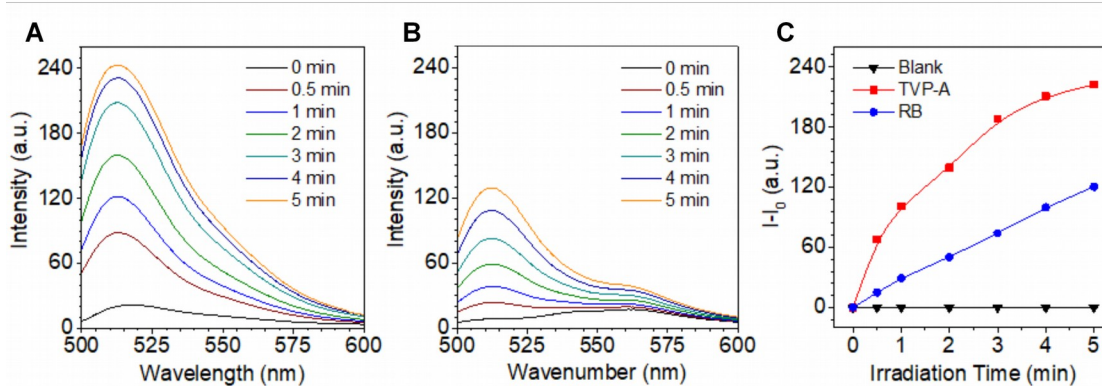 A
240
180
120
60
0
Intensity (a.u.)
0 min
0.5 min
1 min
2 min
3 min
4 min
5 min
500 525 550 575 600
Wavelength (nm)
B
240
180
120
60
0
Intensity (a.u.)
0 min
0.5 min
1 min
2 min
3 min
4 min
5 min
500 525 550 575 600
Wavenumber (nm)
C
240
180
120
60
0
I-I₀ (a.u.)
Blank
TVP-A
RB
0 1 2 3 4 5
Irradiation Time (min)